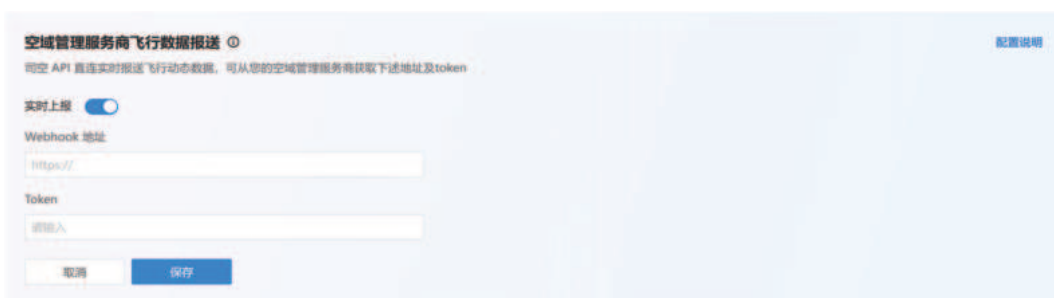 空域管理服务商飞行数据报送
配置说明
司空 API 直连实时报送飞行动态数据，可从您的空域管理服务商获取下述地址及token
实时上报
Webhook 地址
https://
Token
请输入
取消
保存